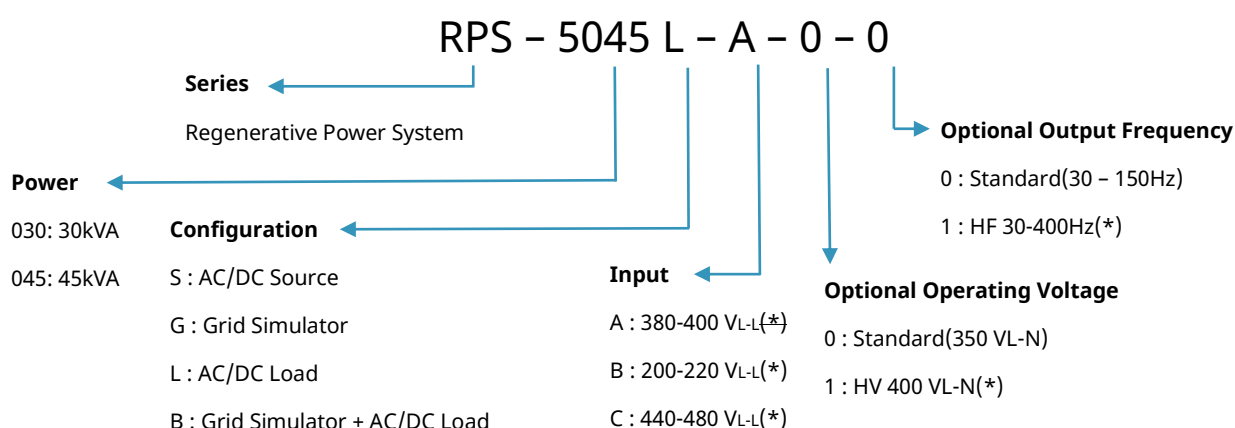 RPS – 5045 L – A – 0 – 0
Series
Regenerative Power System
Power
030: 30kVA
045: 45kVA
Configuration
S : AC/DC Source
G : Grid Simulator
L : AC/DC Load
B : Grid Simulator + AC/DC Load
Input
A : 380-400 VL-L(*)
B : 200-220 VL-L(*)
C : 440-480 VL-L(*)
Optional Operating Voltage
0 : Standard(350 VL-N)
1 : HV 400 VL-N(*)
Optional Output Frequency
0 : Standard(30 – 150Hz)
1 : HF 30-400Hz(*)